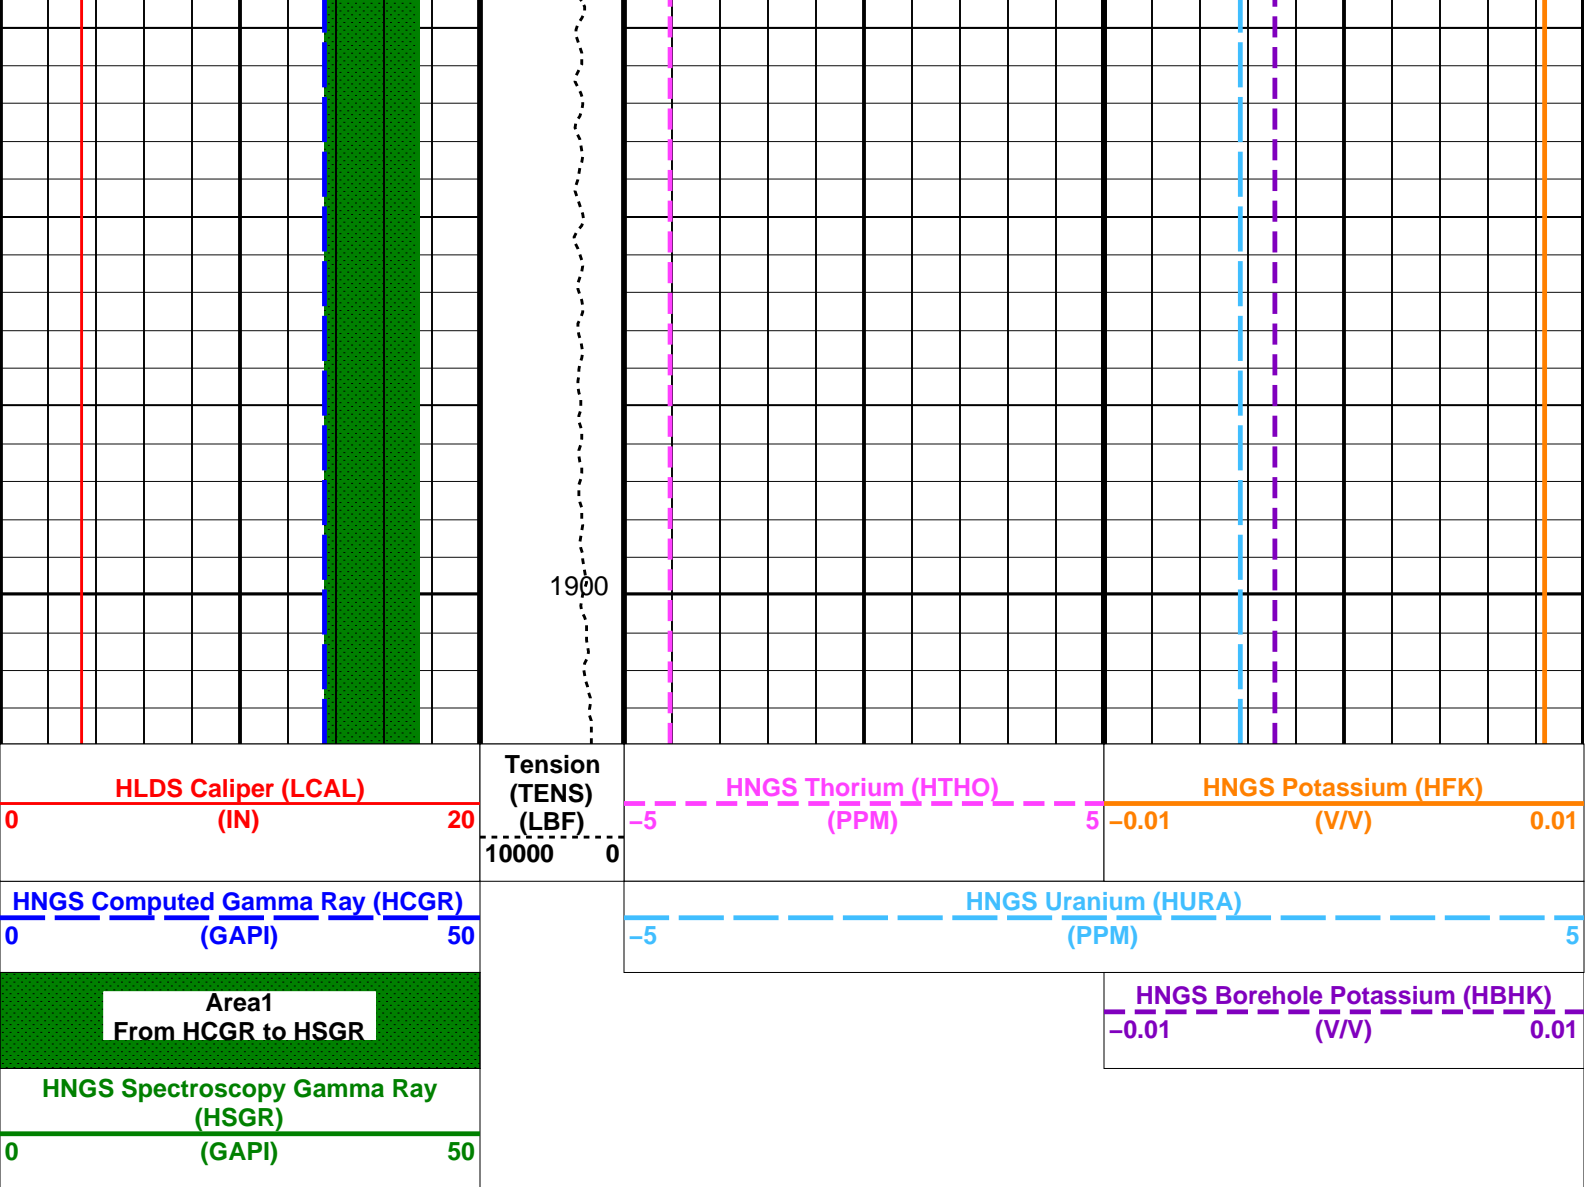 1900
HLDS Caliper (LCAL)
0 (IN) 20
Tension
(TENS)
(LBF)
10000 0
HNGS Thorium (HTHO)
−5 (PPM) 5
HNGS Potassium (HFK)
−0.01 (V/V) 0.01
HNGS Computed Gamma Ray (HCGR)
0 (GAPI) 50
HNGS Uranium (HURA)
−5 (PPM) 5
Area1
From HCGR to HSGR
HNGS Borehole Potassium (HBHK)
−0.01 (V/V) 0.01
HNGS Spectroscopy Gamma Ray
(HSGR)
0 (GAPI) 50